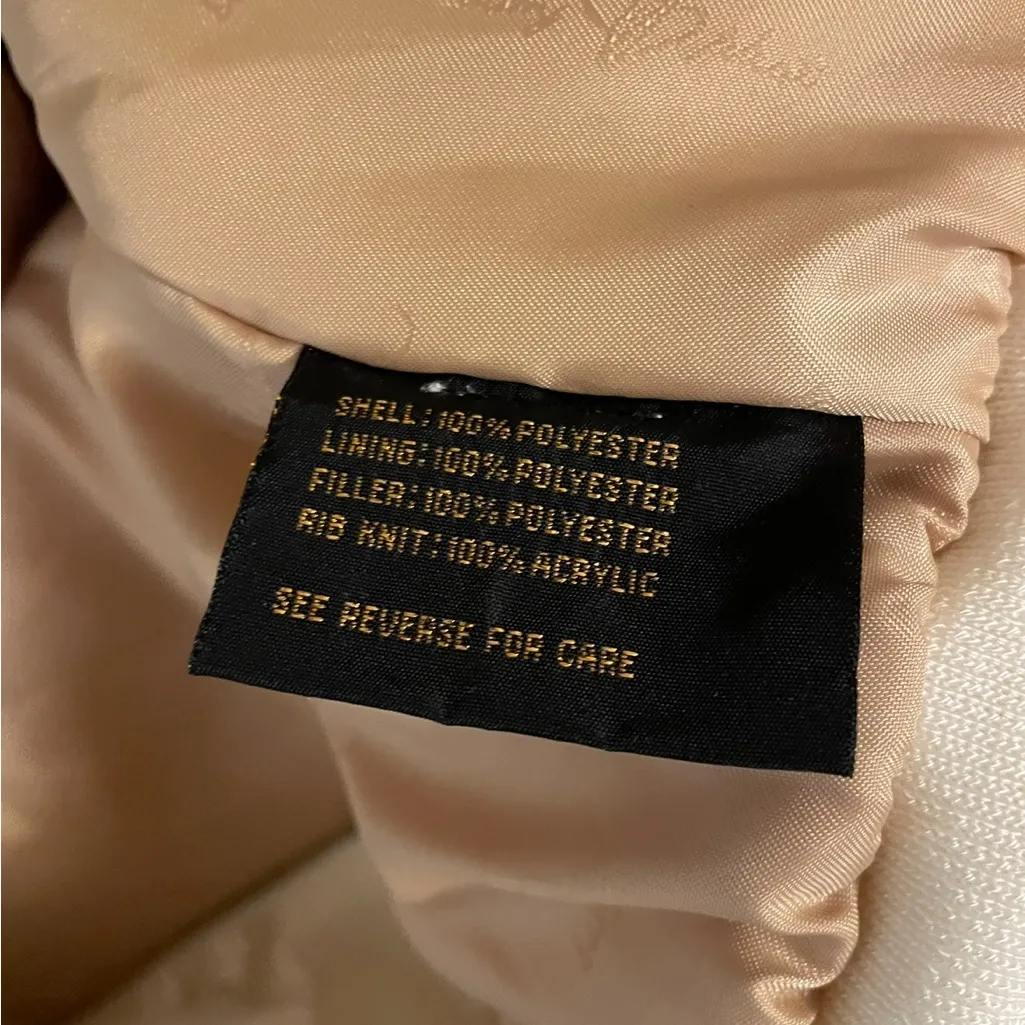 SHELL:100%POLYESTER
LINING:100%POLYESTER
FILLER:100%POLYESTER
RIB KNIT:100%ACRYLIC
SEE REVERSE FOR CARE